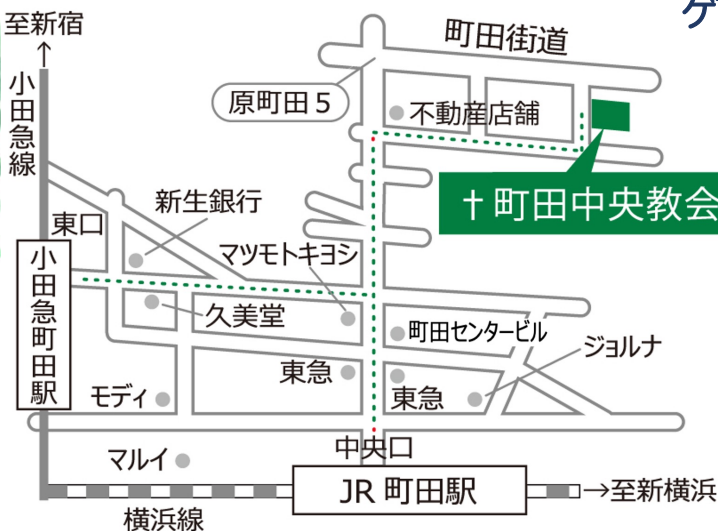 至新宿
小田急線
町田街道
ゲ
原町田5
不動産店舗
†町田中央教会
東口
新生銀行
マツモトキヨシ
小田急町田駅
久美堂
町田センタービル
ジョルナ
東急
東急
モディ
マルイ
中央口
JR 町田駅
→至新横浜
横浜線